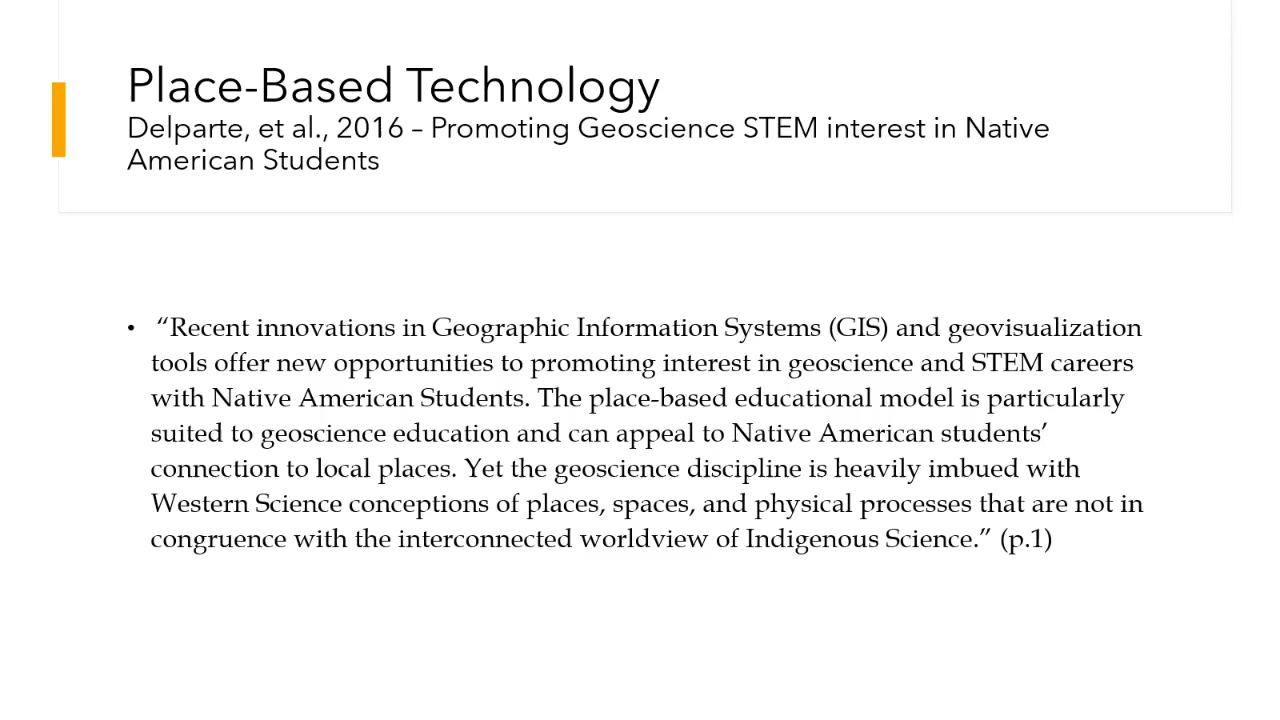 Place-Based Technology
Delparte, et al., 2016 – Promoting Geoscience STEM interest in Native
American Students
• “Recent innovations in Geographic Information Systems (GIS) and geovisualization
tools offer new opportunities to promoting interest in geoscience and STEM careers
with Native American Students. The place-based educational model is particularly
suited to geoscience education and can appeal to Native American students’
connection to local places. Yet the geoscience discipline is heavily imbued with
Western Science conceptions of places, spaces, and physical processes that are not in
congruence with the interconnected worldview of Indigenous Science.” (p.1)